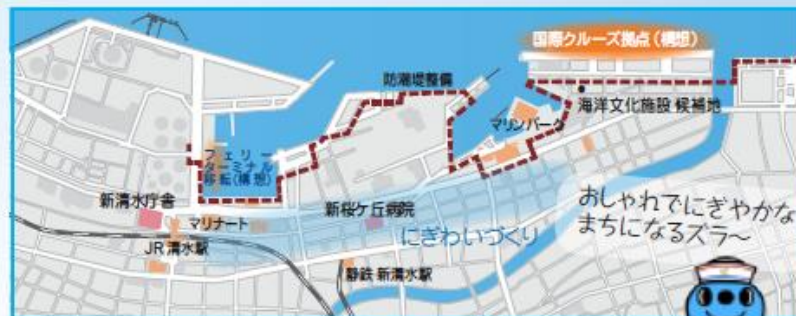 国際クルーズ拠点(構想)
防潮堤整備
海洋文化施設 候補地
マリンパーク
フェリー
ターミナル
移転(構想)
新清水庁舎
マリナート
新桜ケ丘病院
にぎわいづくり
JR 清水駅
静鉄 新清水駅
おしゃれでにぎやかな
まちになるズラ〜